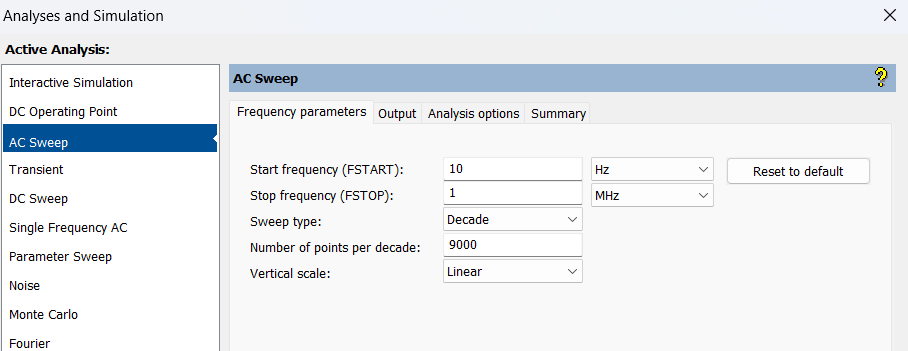 Analyses and Simulation
Active Analysis:
Interactive Simulation
DC Operating Point
AC Sweep
Transient
DC Sweep
Single Frequency AC
Parameter Sweep
Noise
Monte Carlo
Fourier
AC Sweep
Frequency parameters Output Analysis options Summary
Start frequency (FSTART): 10 Hz Reset to default
Stop frequency (FSTOP): 1 MHz
Sweep type: Decade
Number of points per decade: 9000
Vertical scale: Linear